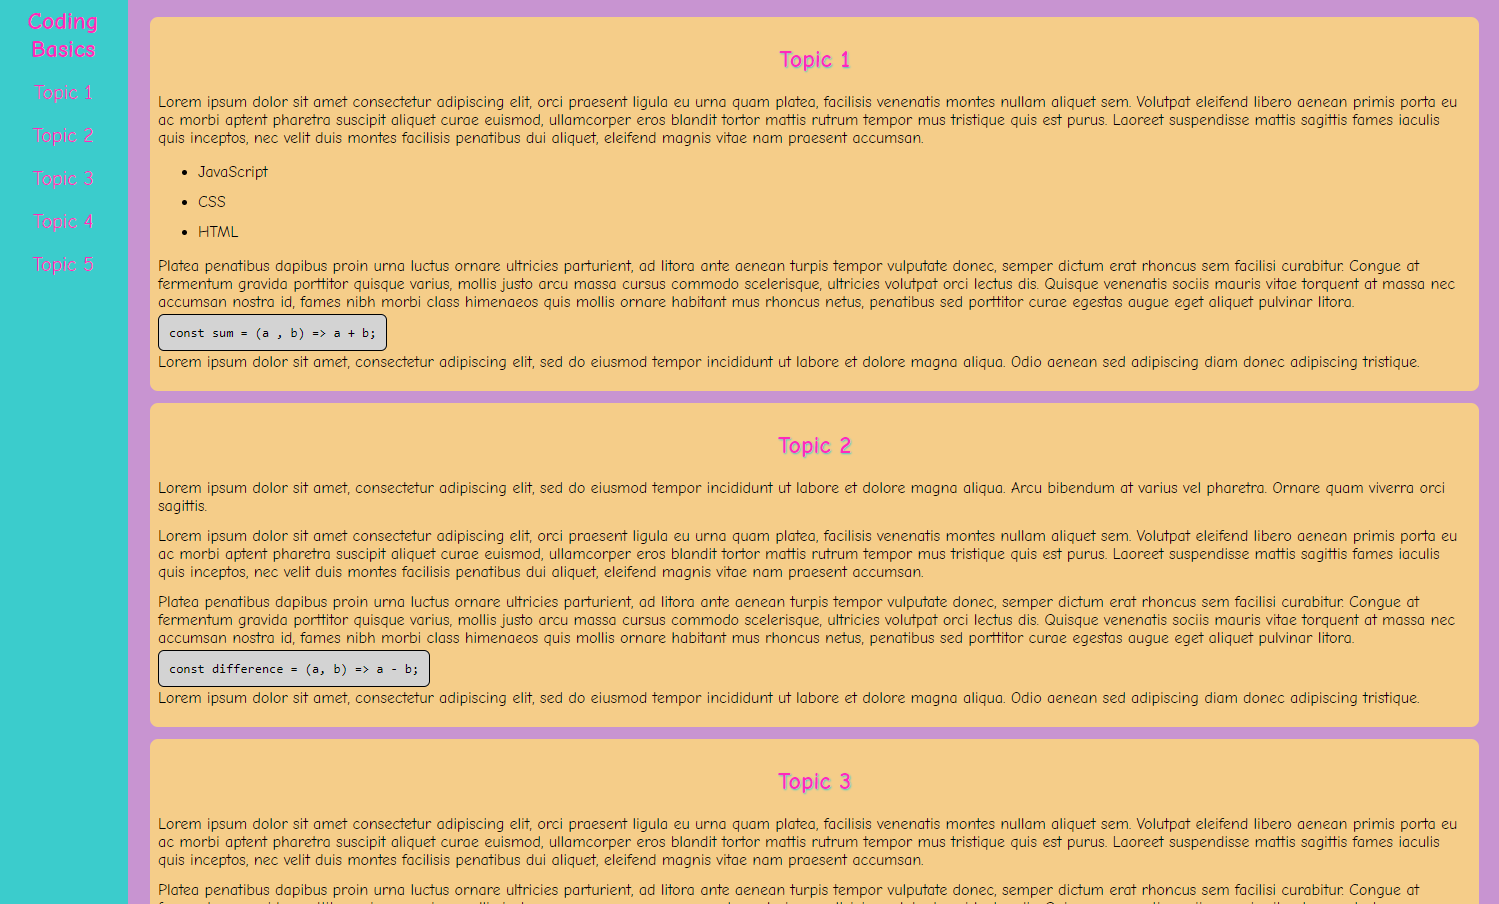 Coding
Basics
Topic 1
Topic 2
Topic 3
Topic 4
Topic 5
Topic 1
Lorem ipsum dolor sit amet consectetur adipiscing elit, orci praesent ligula eu urna quam platea, facilisis venenatis montes nullam aliquet sem. Volutpat eleifend libero aenean primis porta eu
ac morbi aptent pharetra suscipit aliquet curae euismod, ullamcorper eros blandit tortor mattis rutrum tempor mus tristique quis est purus. Laoreet suspendisse mattis sagittis fames iaculis
quis inceptos, nec velit duis montes facilisis penatibus dui aliquet, eleifend magnis vitae nam praesent accumsan.
• JavaScript
• CSS
• HTML
Platea penatibus dapibus proin urna luctus ornare ultricies parturient, ad litora ante aenean turpis tempor vulputate donec, semper dictum erat rhoncus sem facilisi curabitur. Congue at
fermentum gravida porttitor quisque varius, mollis justo arcu massa cursus commodo scelerisque, ultricies volutpat orci lectus dis. Quisque venenatis sociis mauris vitae torquent at massa nec
accumsan nostra id, fames nibh morbi class himenaeos quis mollis ornare habitant mus rhoncus netus, penatibus sed porttitor curae egestas augue eget aliquet pulvinar litora.
const sum = (a , b) => a + b;
Lorem ipsum dolor sit amet, consectetur adipiscing elit, sed do eiusmod tempor incididunt ut labore et dolore magna aliqua. Odio aenean sed adipiscing diam donec adipiscing tristique.
Topic 2
Lorem ipsum dolor sit amet, consectetur adipiscing elit, sed do eiusmod tempor incididunt ut labore et dolore magna aliqua. Arcu bibendum at varius vel pharetra. Ornare quam viverra orci
sagittis.
Lorem ipsum dolor sit amet consectetur adipiscing elit, orci praesent ligula eu urna quam platea, facilisis venenatis montes nullam aliquet sem. Volutpat eleifend libero aenean primis porta eu
ac morbi aptent pharetra suscipit aliquet curae euismod, ullamcorper eros blandit tortor mattis rutrum tempor mus tristique quis est purus. Laoreet suspendisse mattis sagittis fames iaculis
quis inceptos, nec velit duis montes facilisis penatibus dui aliquet, eleifend magnis vitae nam praesent accumsan.
Platea penatibus dapibus proin urna luctus ornare ultricies parturient, ad litora ante aenean turpis tempor vulputate donec, semper dictum erat rhoncus sem facilisi curabitur. Congue at
fermentum gravida porttitor quisque varius, mollis justo arcu massa cursus commodo scelerisque, ultricies volutpat orci lectus dis. Quisque venenatis sociis mauris vitae torquent at massa nec
accumsan nostra id, fames nibh morbi class himenaeos quis mollis ornare habitant mus rhoncus netus, penatibus sed porttitor curae egestas augue eget aliquet pulvinar litora.
const difference = (a, b) => a - b;
Lorem ipsum dolor sit amet, consectetur adipiscing elit, sed do eiusmod tempor incididunt ut labore et dolore magna aliqua. Odio aenean sed adipiscing diam donec adipiscing tristique.
Topic 3
Lorem ipsum dolor sit amet consectetur adipiscing elit, orci praesent ligula eu urna quam platea, facilisis venenatis montes nullam aliquet sem. Volutpat eleifend libero aenean primis porta eu
ac morbi aptent pharetra suscipit aliquet curae euismod, ullamcorper eros blandit tortor mattis rutrum tempor mus tristique quis est purus. Laoreet suspendisse mattis sagittis fames iaculis
quis inceptos, nec velit duis montes facilisis penatibus dui aliquet, eleifend magnis vitae nam praesent accumsan.
Platea penatibus dapibus proin urna luctus ornare ultricies parturient, ad litora ante aenean turpis tempor vulputate donec, semper dictum erat rhoncus sem facilisi curabitur. Congue at